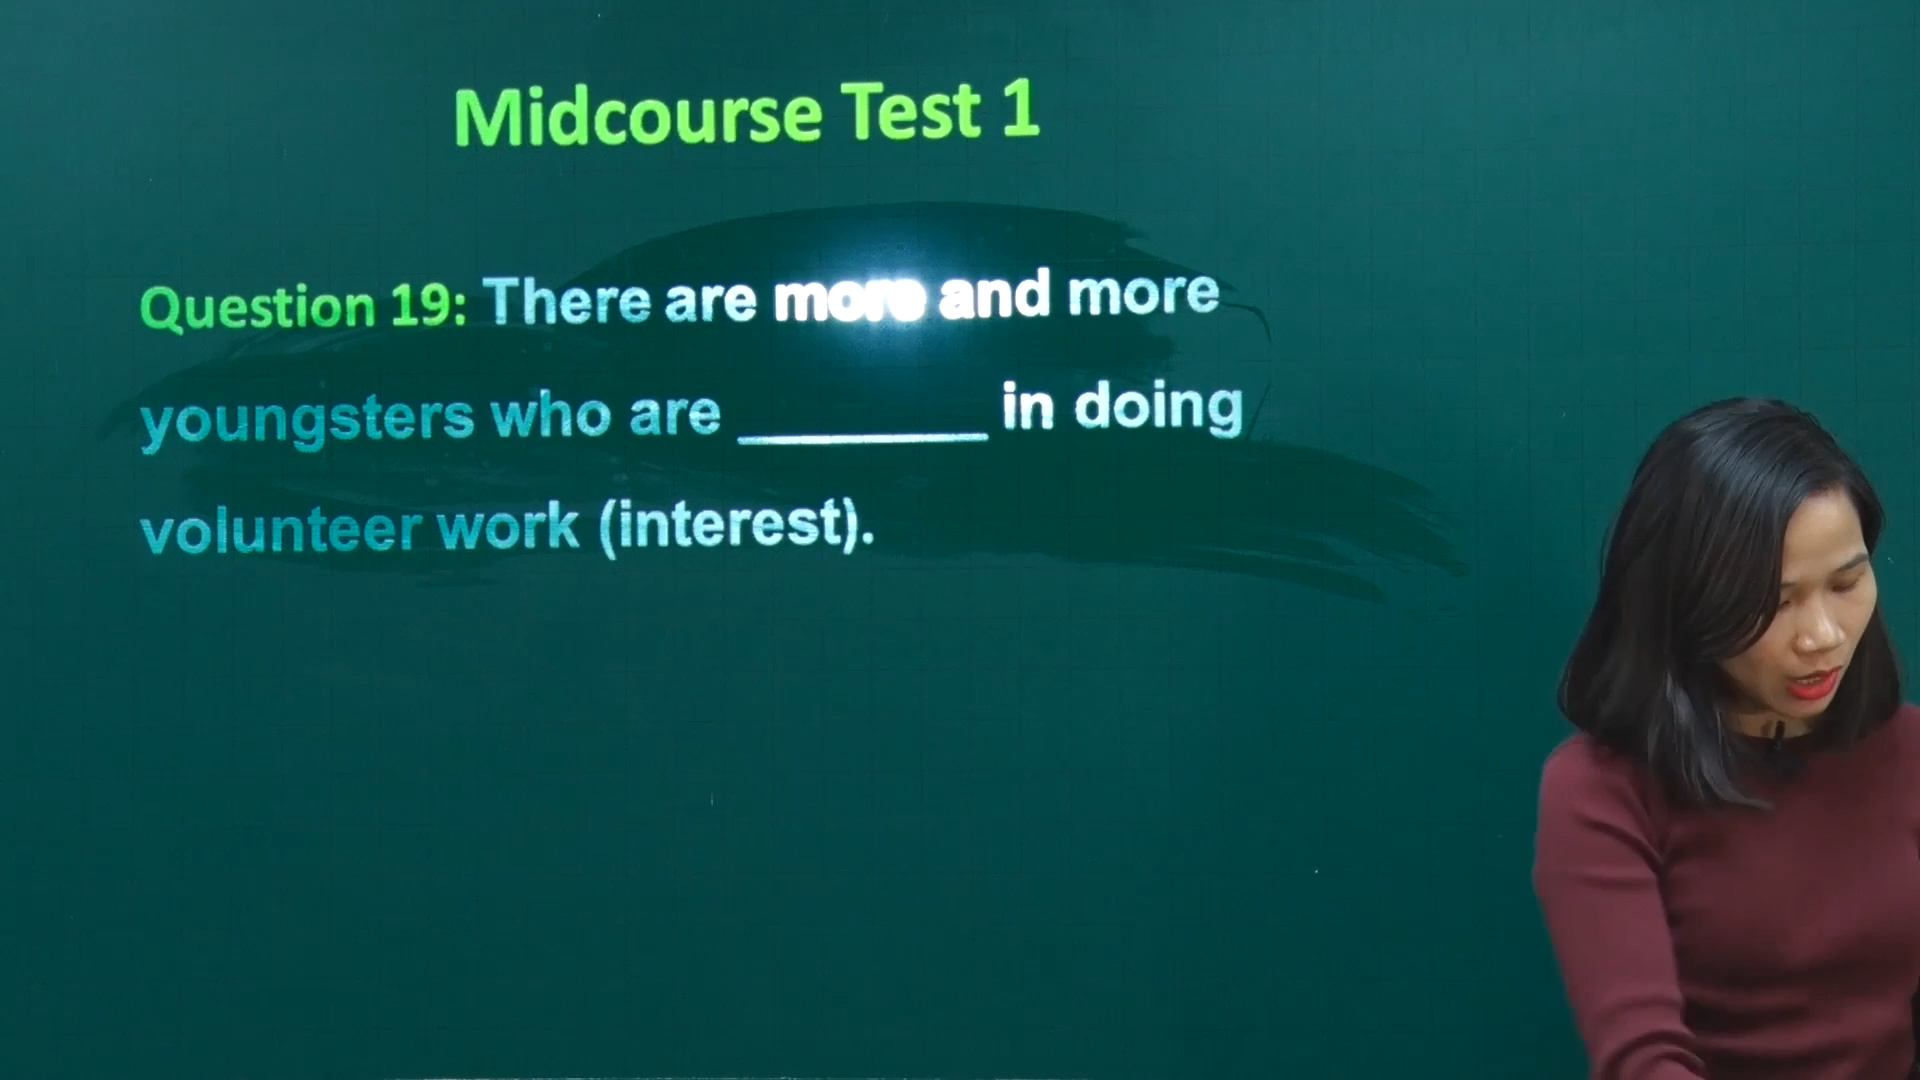 Midcourse Test 1
Question 19: There are more and more
youngsters who are ________ in doing
volunteer work (interest).